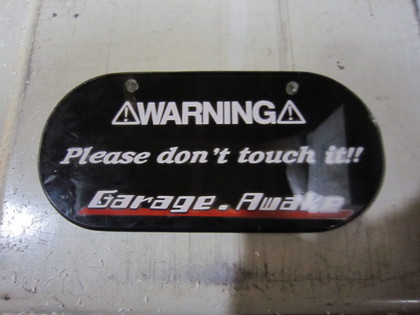 ⚠WARNING⚠
Please don't touch it!!
Garage.Awake